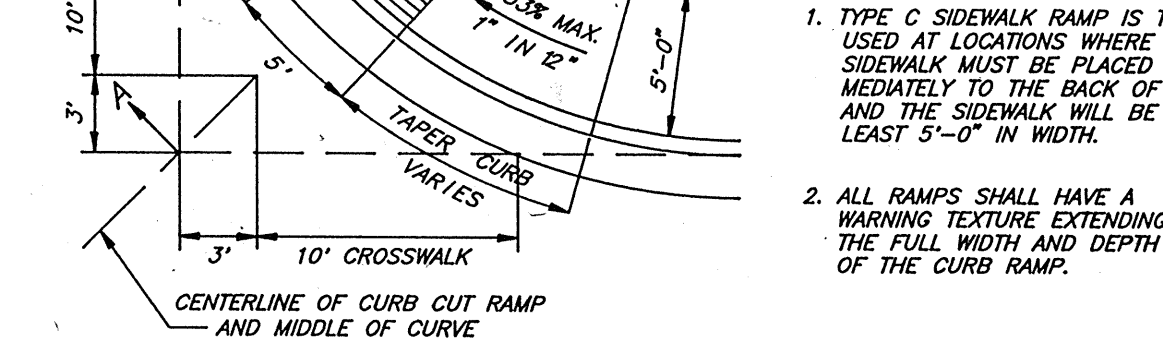 10'
3'
A
5'
33% MAX.
1" IN 12"
5'-0"
TAPER CURB
VARIES
3'
10' CROSSWALK
CENTERLINE OF CURB CUT RAMP
AND MIDDLE OF CURVE
1. TYPE C SIDEWALK RAMP IS
USED AT LOCATIONS WHERE
SIDEWALK MUST BE PLACED
MEDIATELY TO THE BACK OF
AND THE SIDEWALK WILL BE
LEAST 5'-0" IN WIDTH.
2. ALL RAMPS SHALL HAVE A
WARNING TEXTURE EXTENDING
THE FULL WIDTH AND DEPTH
OF THE CURB RAMP.